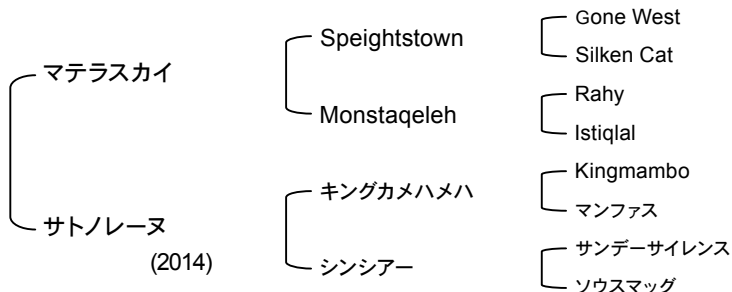 マテラスカイ
サトノレーヌ
(2014)
Speightstown
Monstaqeleh
キングカメハメハ
シンシアー
Gone West
Silken Cat
Rahy
Istiqlal
Kingmambo
マンファス
サンデーサイレンス
ソウスマッグ